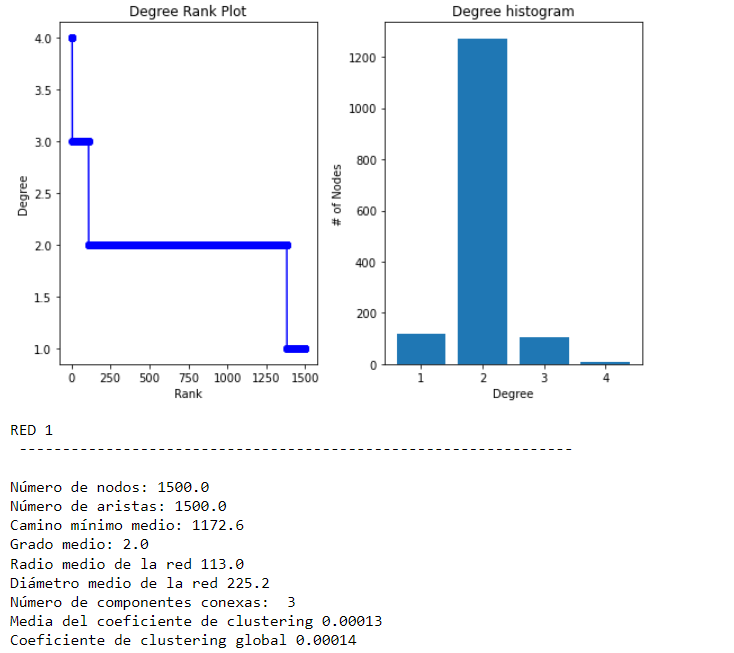 Degree Rank Plot
4.0
3.5
3.0
2.5
2.0
1.5
1.0
Degree
0 250 500 750 1000 1250 1500
Rank
Degree histogram
1200
1000
800
600
400
200
0
# of Nodes
1 2 3 4
Degree
RED 1
----------------------------------------------------------------
Número de nodos: 1500.0
Número de aristas: 1500.0
Camino mínimo medio: 1172.6
Grado medio: 2.0
Radio medio de la red 113.0
Diámetro medio de la red 225.2
Número de componentes conexas:  3
Media del coeficiente de clustering 0.00013
Coeficiente de clustering global 0.00014